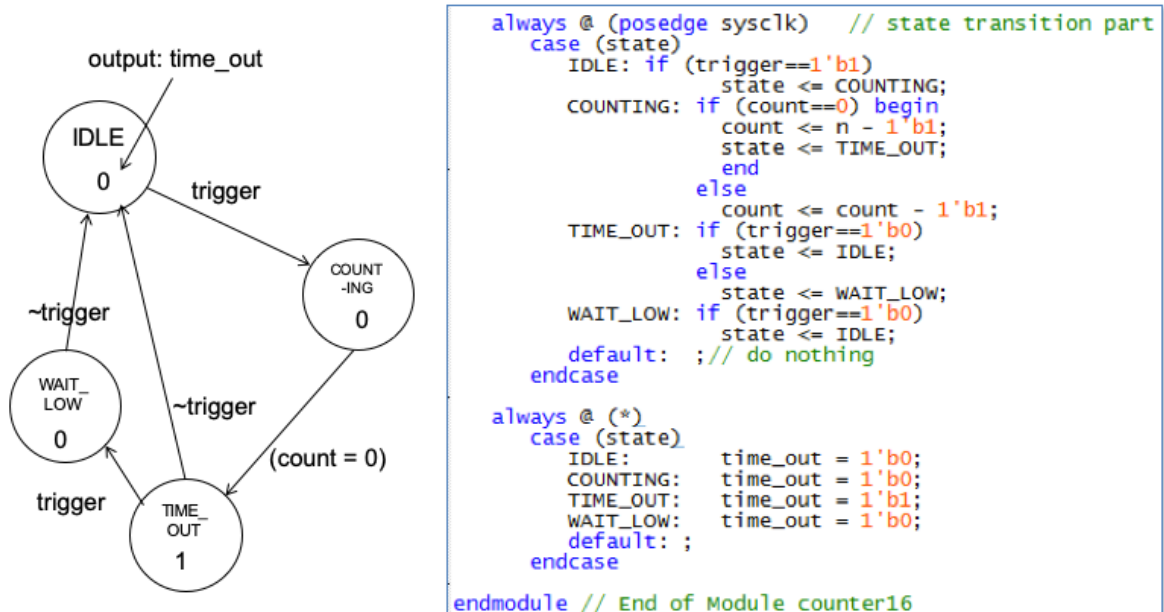 output: time_out
IDLE
0
trigger
COUNT
-ING
0
~trigger
WAIT_
LOW
0
~trigger
(count = 0)
trigger
TIME_
OUT
1
always @ (posedge sysclk)   // state transition part
case (state)
IDLE: if (trigger==1'b1)
state <= COUNTING;
COUNTING: if (count==0) begin
count <= n - 1'b1;
state <= TIME_OUT;
end
else
count <= count - 1'b1;
TIME_OUT: if (trigger==1'b0)
state <= IDLE;
else
state <= WAIT_LOW;
WAIT_LOW: if (trigger==1'b0)
state <= IDLE;
default:  ;// do nothing
endcase
always @ (*)
case (state)
IDLE:      time_out = 1'b0;
COUNTING:  time_out = 1'b0;
TIME_OUT:  time_out = 1'b1;
WAIT_LOW:  time_out = 1'b0;
default: ;
endcase
endmodule // End of Module counter16